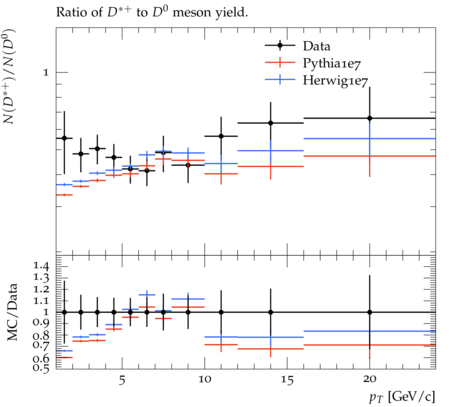 Ratio of D*+ to D0 meson yield.
N(D*+)/N(D0)
Data
Pythia1e7
Herwig1e7
1
MC/Data
1.4
1.3
1.2
1.1
1
0.9
0.8
0.7
0.6
0.5
5
10
15
20
pT [GeV/c]